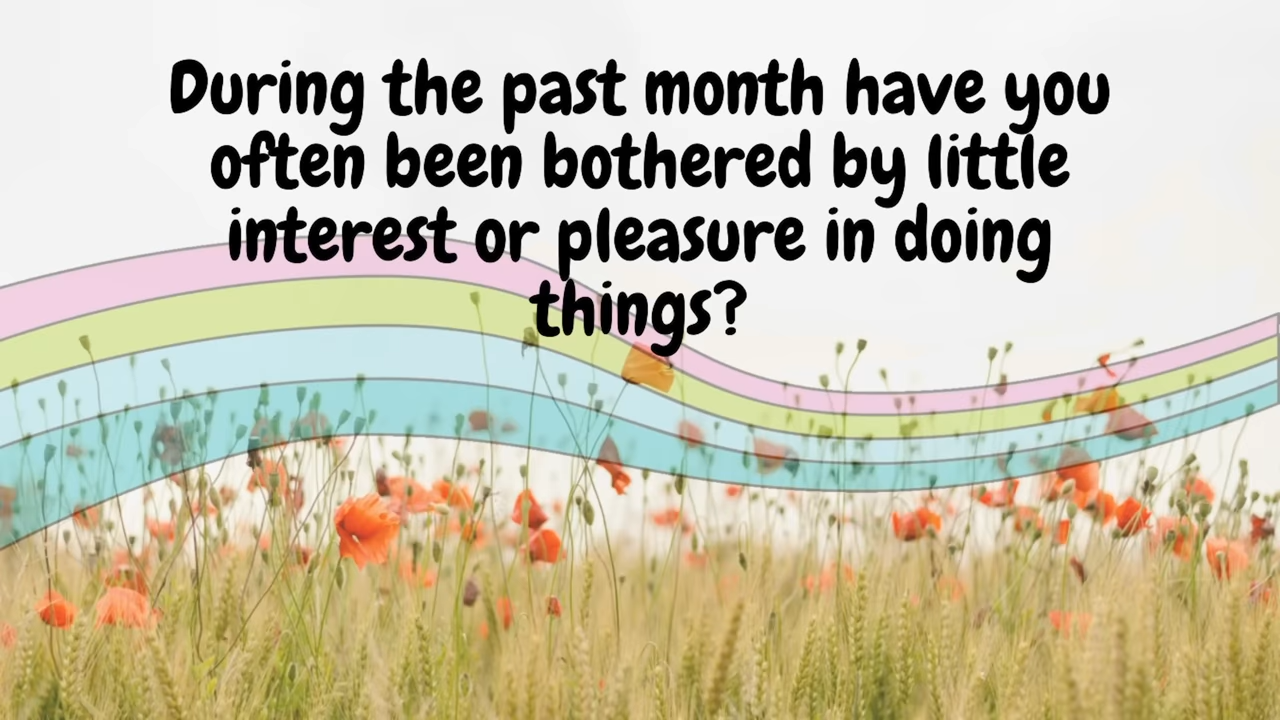 During the past month have you
often been bothered by little
interest or pleasure in doing
things?